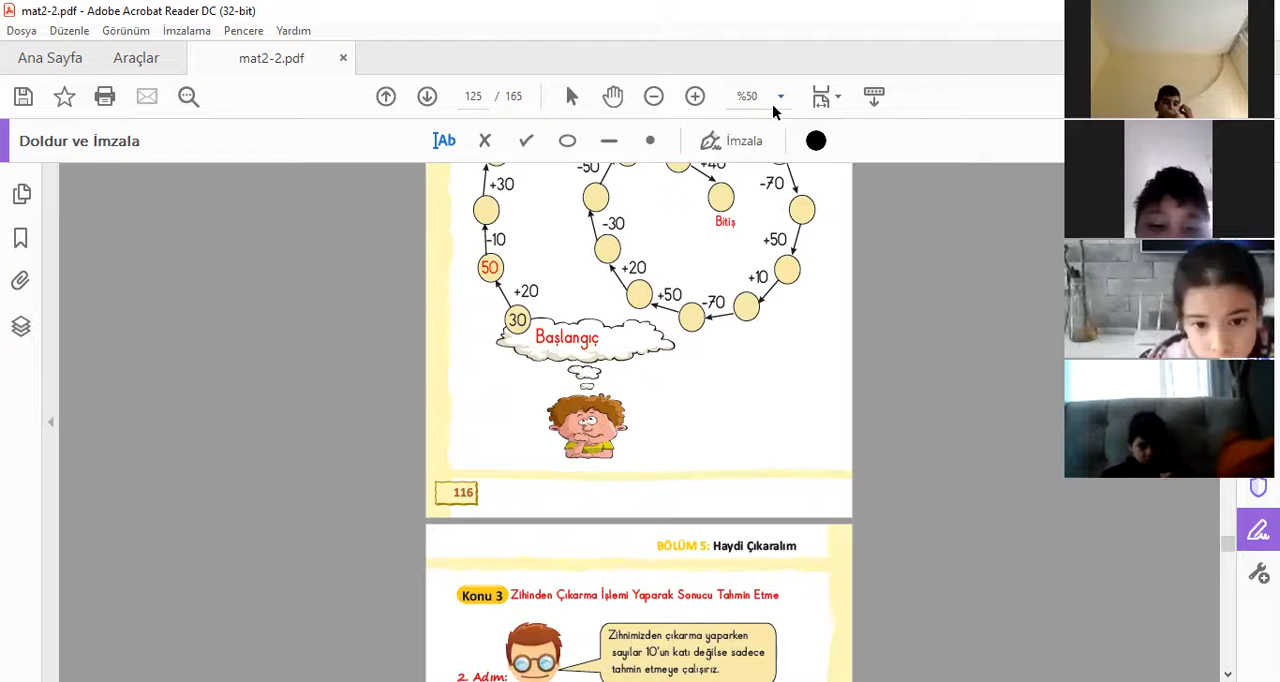 mat2-2.pdf - Adobe Acrobat Reader DC (32-bit)
Dosya Düzenle Görünüm İmzalama Pencere Yardım
Ana Sayfa Araçlar mat2-2.pdf ×
125 / 165 %50
Doldur ve İmzala
IAb İmzala
-50 +40
+30 -70
-30 Bitiş
-10 +50
50 +20 +10
+20 +50 -70
30
Başlangıç
116
BÖLÜM 5: Haydi Çıkaralım
Konu 3 Zihinden Çıkarma İşlemi Yaparak Sonucu Tahmin Etme
Zihnimizden çıkarma yaparken
sayılar 10'un katı değilse sadece
tahmin etmeye çalışırız.
2. Adım: